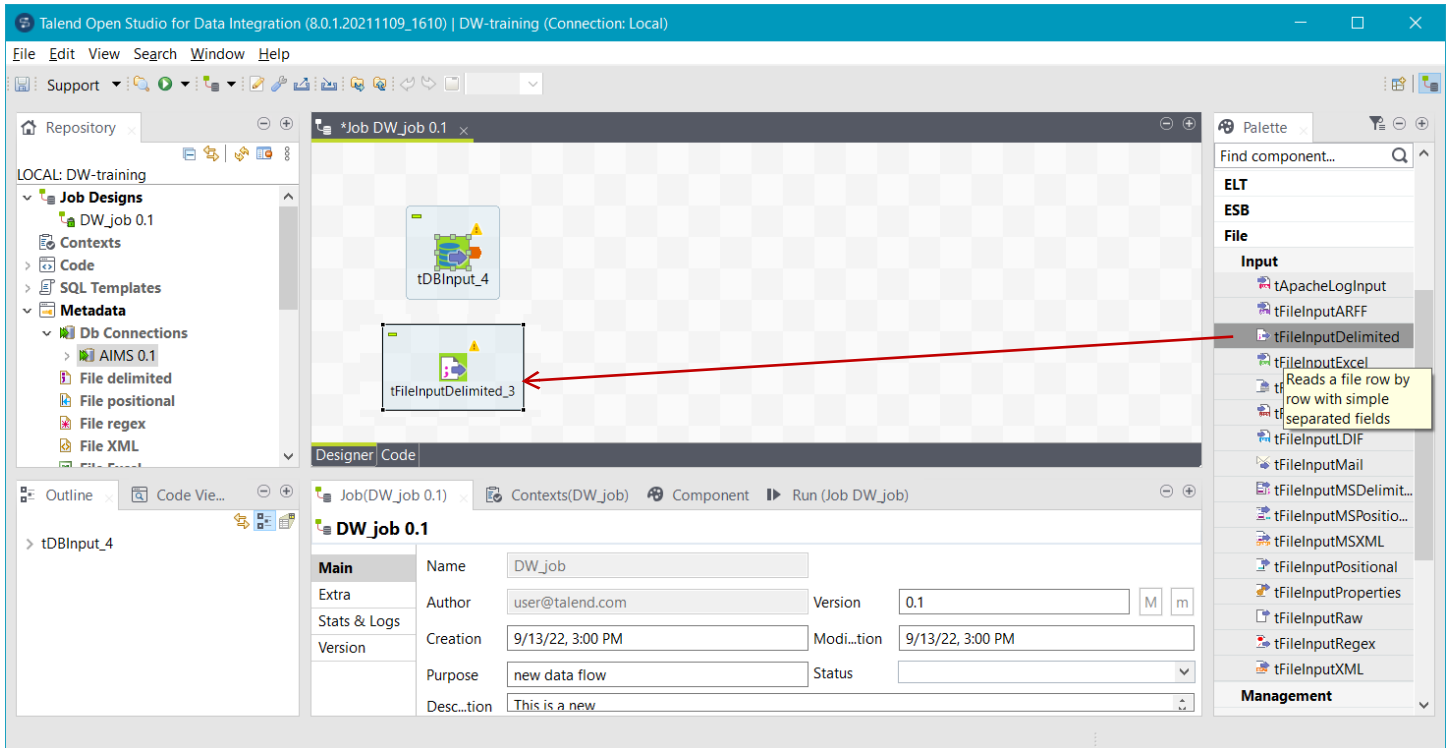 Talend Open Studio for Data Integration (8.0.1.20211109_1610) | DW-training (Connection: Local)
File Edit View Search Window Help
Support
Repository
LOCAL: DW-training
Job Designs
DW_job 0.1
Contexts
Code
SQL Templates
Metadata
Db Connections
AIMS 0.1
File delimited
File positional
File regex
File XML
*Job DW_job 0.1
tDBInput_4
tFileInputDelimited_3
Designer Code
Palette
Find component...
ELT
ESB
File
Input
tApacheLogInput
tFileInputARFF
tFileInputDelimited
tFileInputExcel
Reads a file row by
row with simple
separated fields
tFileInputLDIF
tFileInputMail
tFileInputMSDelimit...
tFileInputMSPositio...
tFileInputMSXML
tFileInputPositional
tFileInputProperties
tFileInputRaw
tFileInputRegex
tFileInputXML
Management
Outline Code Vie...
tDBInput_4
Job(DW_job 0.1) Contexts(DW_job) Component Run (Job DW_job)
DW_job 0.1
Main
Extra
Stats & Logs
Version
Name DW_job
Author user@talend.com Version 0.1 M m
Creation 9/13/22, 3:00 PM Modi...tion 9/13/22, 3:00 PM
Purpose new data flow Status
Desc...tion This is a new